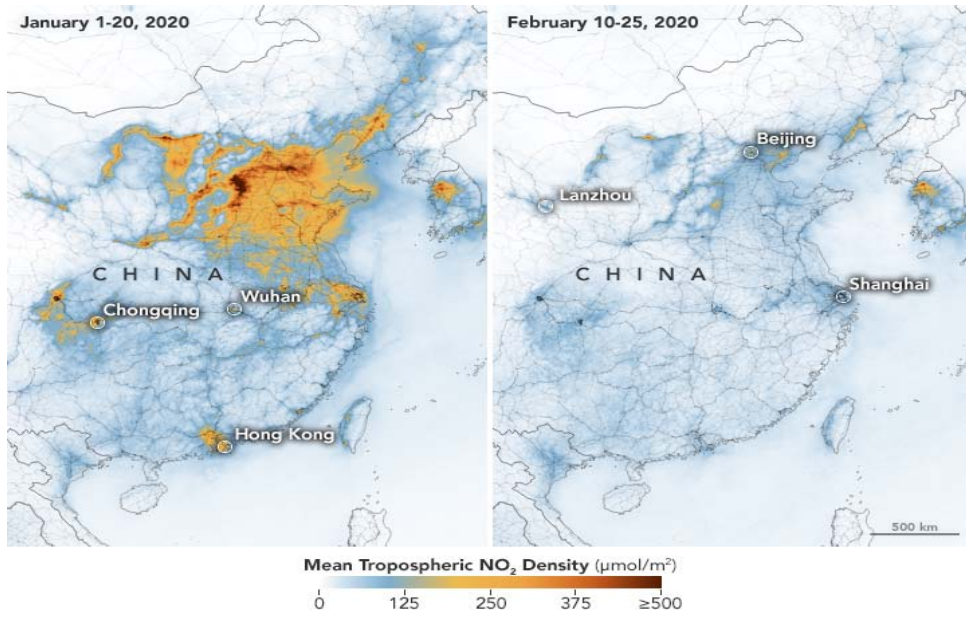 January 1-20, 2020
CHINA
Wuhan
Chongqing
Hong Kong
February 10-25, 2020
Beijing
Lanzhou
CHINA
Shanghai
500 km
Mean Tropospheric NO₂ Density (μmol/m²)
0 125 250 375 ≥500